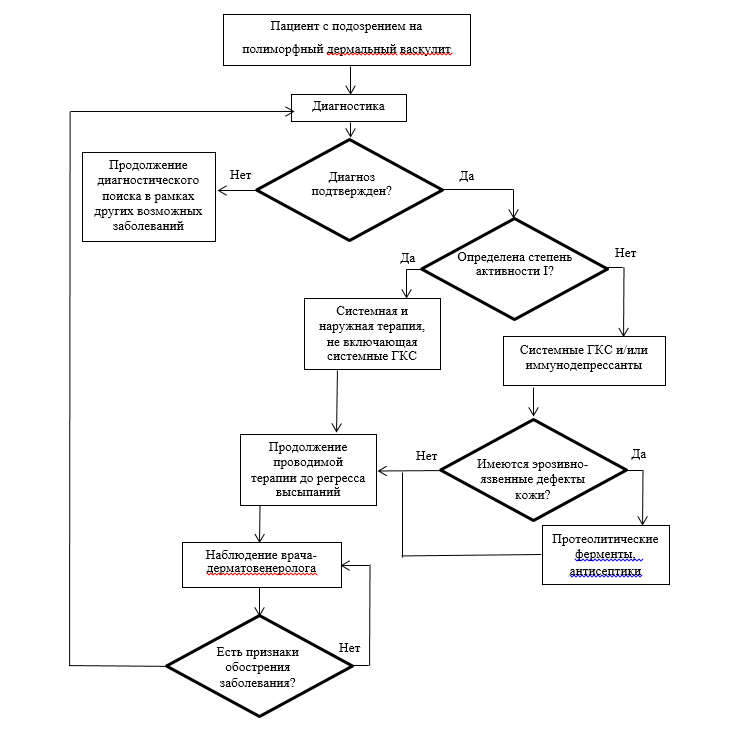 Пациент с подозрением на
полиморфный дермальный васкулит
Диагностика
Диагноз
подтвержден?
Нет
Да
Продолжение
диагностического
поиска в рамках
других возможных
заболеваний
Определена степень
активности I?
Да
Нет
Системная и
наружная терапия,
не включающая
системные ГКС
Системные ГКС и/или
иммунодепрессанты
Имеются эрозивно-
язвенные дефекты
кожи?
Нет
Да
Продолжение
проводимой
терапии до регресса
высыпаний
Протеолитические
ферменты,
антисептики
Наблюдение врача-
дерматовенеролога
Есть признаки
обострения
заболевания?
Нет